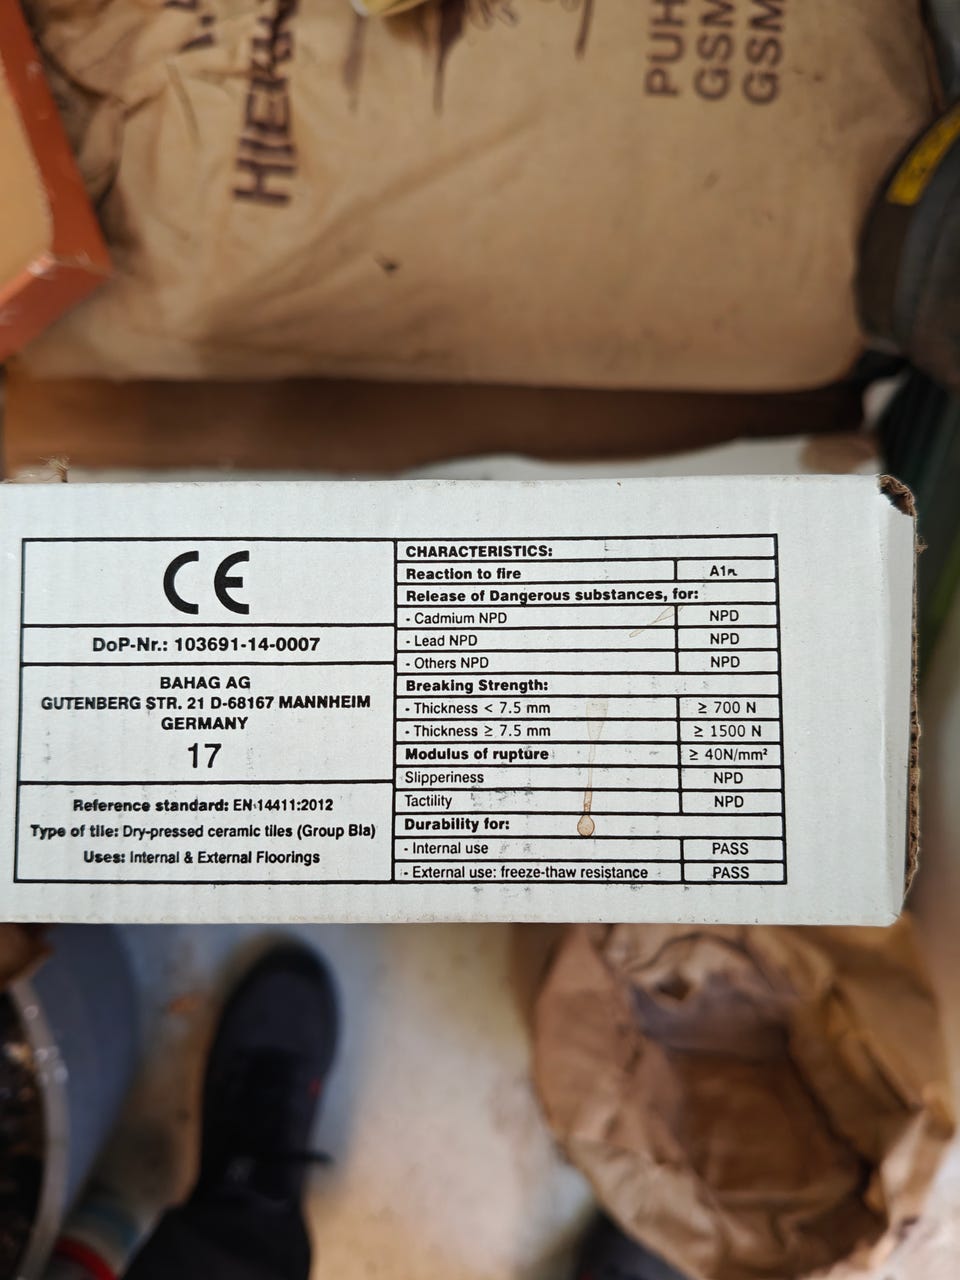 PUH
GSM
GSM
CE
DoP-Nr.: 103691-14-0007
BAHAG AG
GUTENBERG STR. 21 D-68167 MANNHEIM
GERMANY
17
Reference standard: EN 14411:2012
Type of tile: Dry-pressed ceramic tiles (Group BIa)
Uses: Internal & External Floorings
CHARACTERISTICS:
Reaction to fire A1FL
Release of Dangerous substances, for:
- Cadmium NPD NPD
- Lead NPD NPD
- Others NPD NPD
Breaking Strength:
- Thickness < 7.5 mm ≥ 700 N
- Thickness ≥ 7.5 mm ≥ 1500 N
Modulus of rupture ≥ 40N/mm²
Slipperiness NPD
Tactility NPD
Durability for:
- Internal use PASS
- External use: freeze-thaw resistance PASS